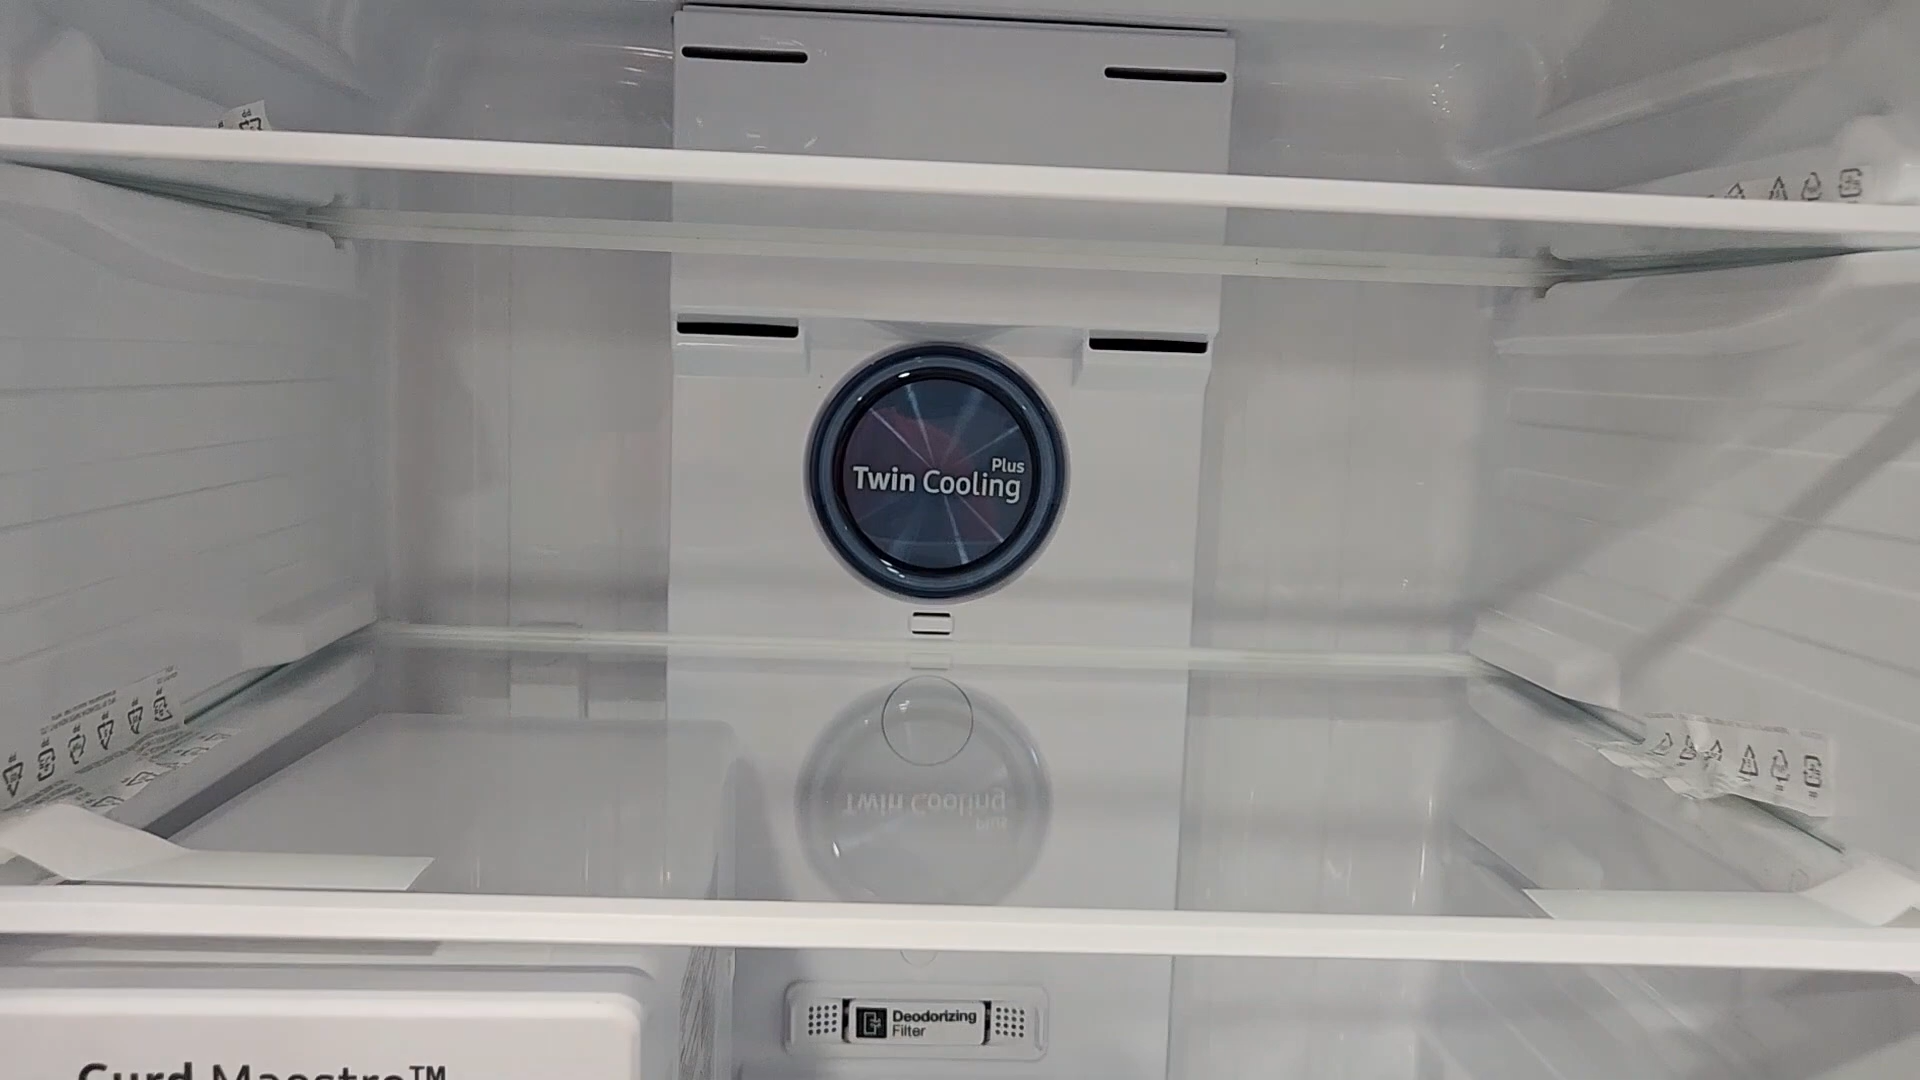 Plus
Twin Cooling
Deodorizing
Filter
Curd Maestro™